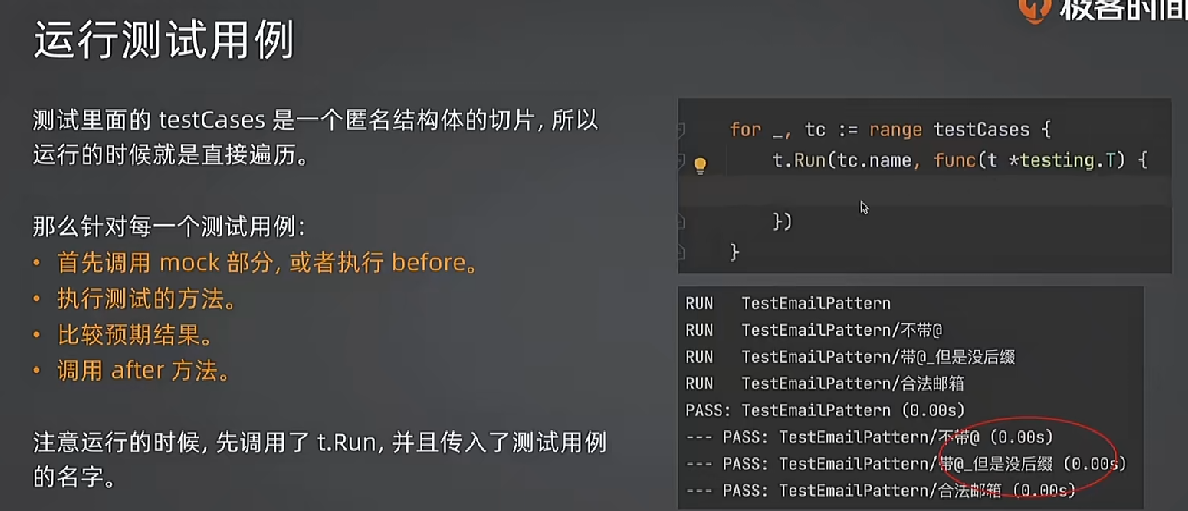 极客时间
运行测试用例
测试里面的 testCases 是一个匿名结构体的切片, 所以
运行的时候就是直接遍历。
那么针对每一个测试用例:
• 首先调用 mock 部分, 或者执行 before。
• 执行测试的方法。
• 比较预期结果。
• 调用 after 方法。
注意运行的时候, 先调用了 t.Run, 并且传入了测试用例
的名字。
for _, tc := range testCases {
t.Run(tc.name, func(t *testing.T) {
})
}
RUN TestEmailPattern
RUN TestEmailPattern/不带@
RUN TestEmailPattern/带@_但是没后缀
RUN TestEmailPattern/合法邮箱
PASS: TestEmailPattern (0.00s)
--- PASS: TestEmailPattern/不带@ (0.00s)
--- PASS: TestEmailPattern/带@_但是没后缀 (0.00s)
--- PASS: TestEmailPattern/合法邮箱 (0.00s)